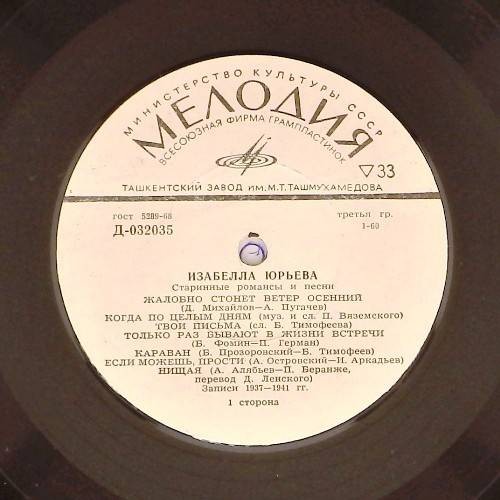 МИНИСТЕРСТВО КУЛЬТУРЫ СССР
МЕЛОДИЯ
ВСЕСОЮЗНАЯ ФИРМА ГРАМПЛАСТИНОК
▽33
ТАШКЕНТСКИЙ ЗАВОД ИМ. М.Т. ТАШМУХАМЕДОВА
гост 5289-68
третья гр.
Д-032035
1-60
ИЗАБЕЛЛА ЮРЬЕВА
Старинные романсы и песни
ЖАЛОБНО СТОНЕТ ВЕТЕР ОСЕННИЙ
(Д. Михайлов—А. Пугачев)
КОГДА ПО ЦЕЛЫМ ДНЯМ (муз. и сл. П. Вяземского)
ТВОИ ПИСЬМА (сл. Б. Тимофеева)
ТОЛЬКО РАЗ БЫВАЮТ В ЖИЗНИ ВСТРЕЧИ
(Б. Фомин—П. Герман)
КАРАВАН (Б. Прозоровский—Б. Тимофеев)
ЕСЛИ МОЖЕШЬ, ПРОСТИ (А. Островский—И. Аркадьев)
НИЩАЯ (А. Алябьев—П. Беранже,
перевод Д. Ленского)
Записи 1937—1941 гг.
1 сторона